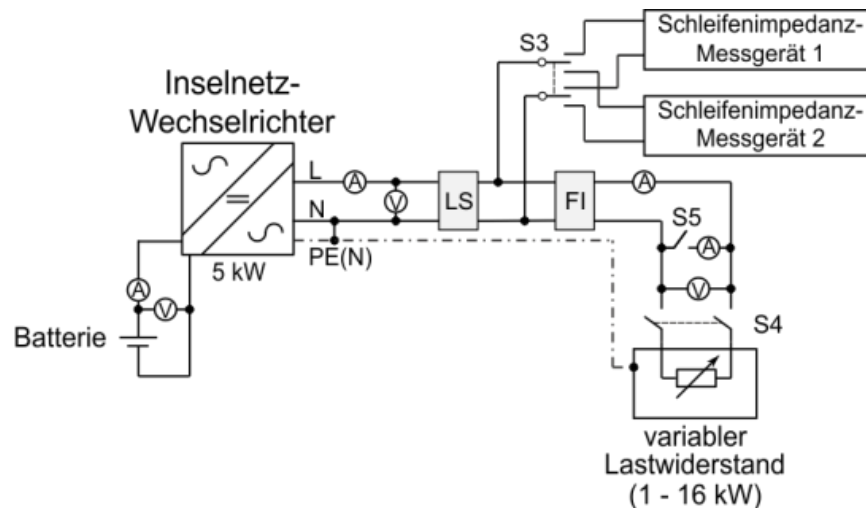 S3
Schleifenimpedanz-
Messgerät 1
Schleifenimpedanz-
Messgerät 2
Inselnetz-
Wechselrichter
L
A
N
V
LS
FI
A
S5
A
PE(N)
5 kW
A
V
V
S4
Batterie
variabler
Lastwiderstand
(1 - 16 kW)